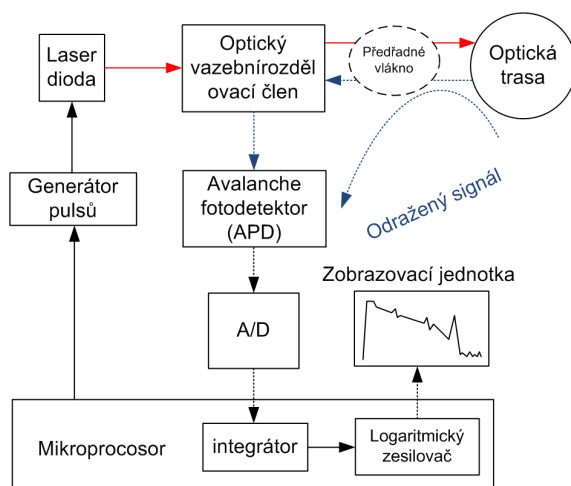 Laser
dioda
Optický
vazebnírozděl
ovací člen
Předřadné
vlákno
Optická
trasa
Generátor
pulsů
Avalanche
fotodetektor
(APD)
Odražený signál
Zobrazovací jednotka
A/D
Mikroprocosor
integrátor
Logaritmický
zesilovač